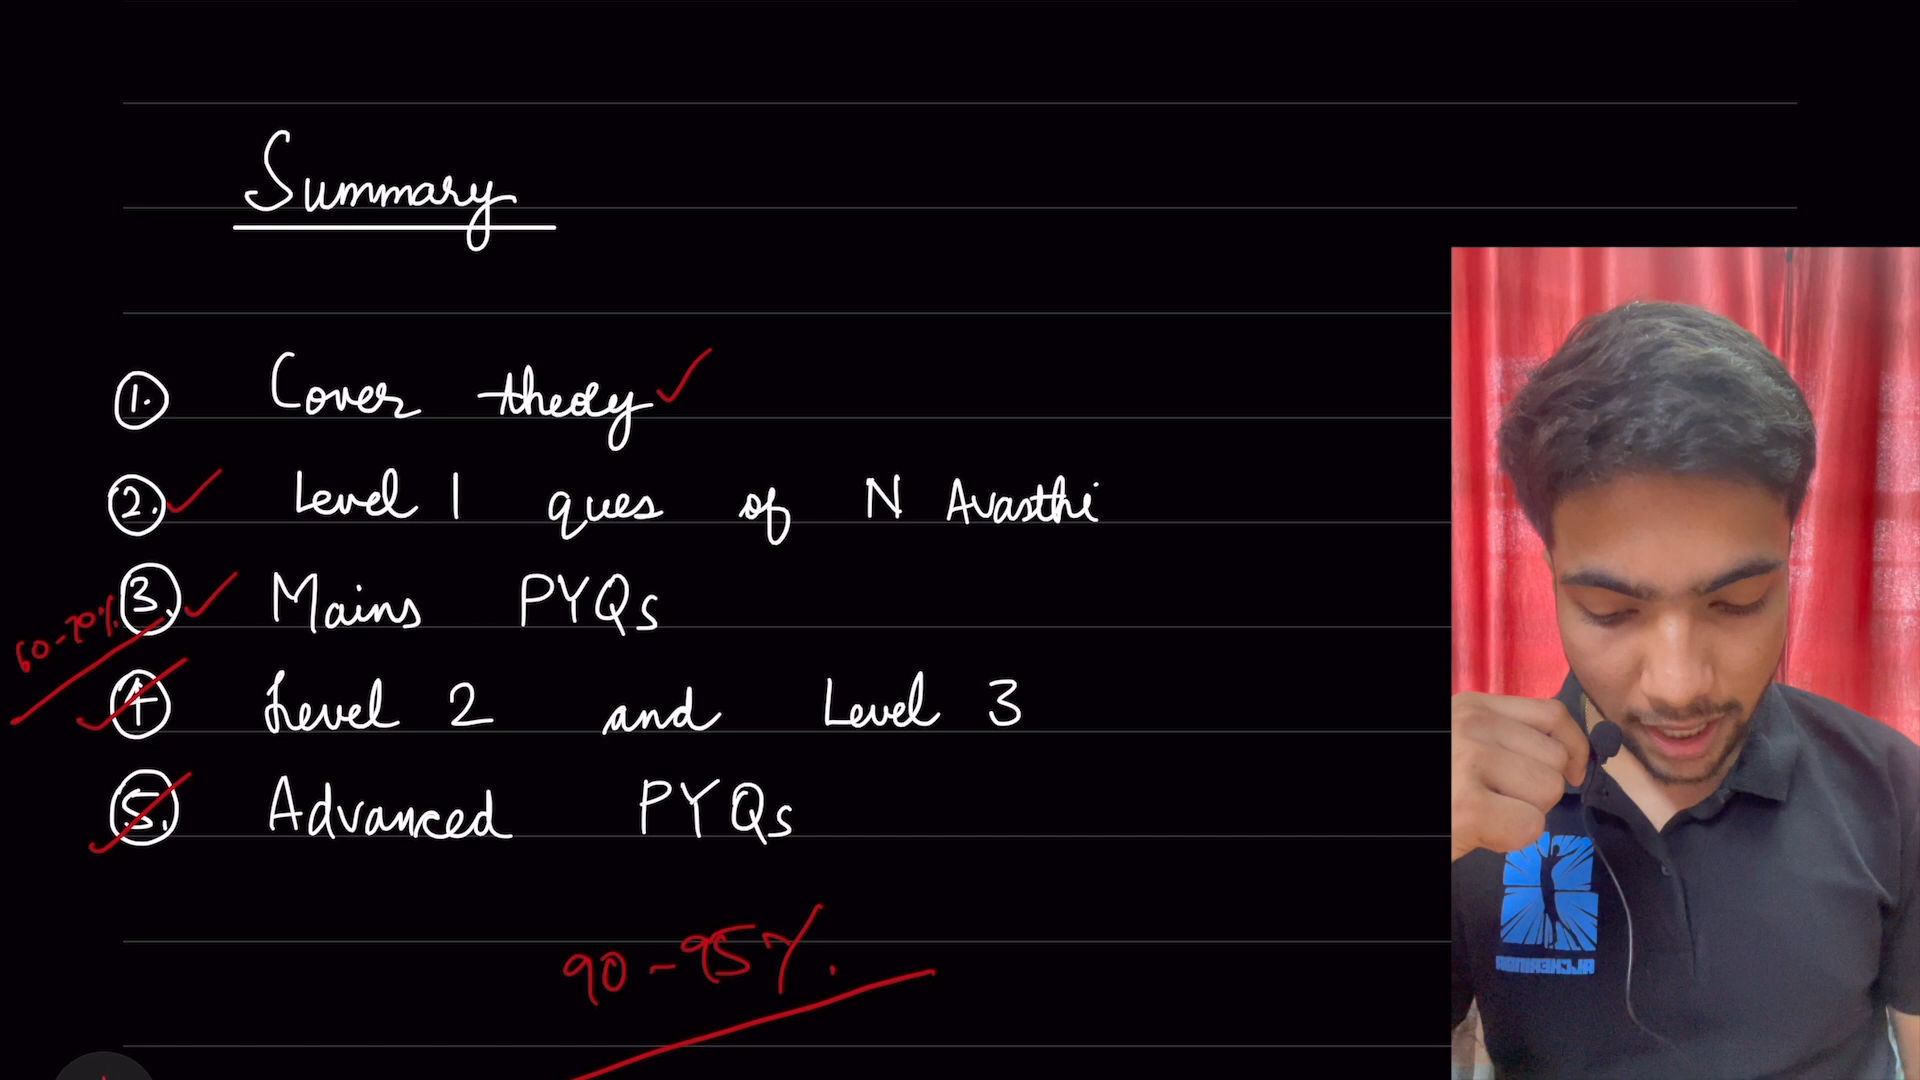 Summary
1. Cover theory
2. Level 1 ques of N Avasthi
3. Mains PYQs
60-70%
4 Level 2 and Level 3
5. Advanced PYQs
90-95%.